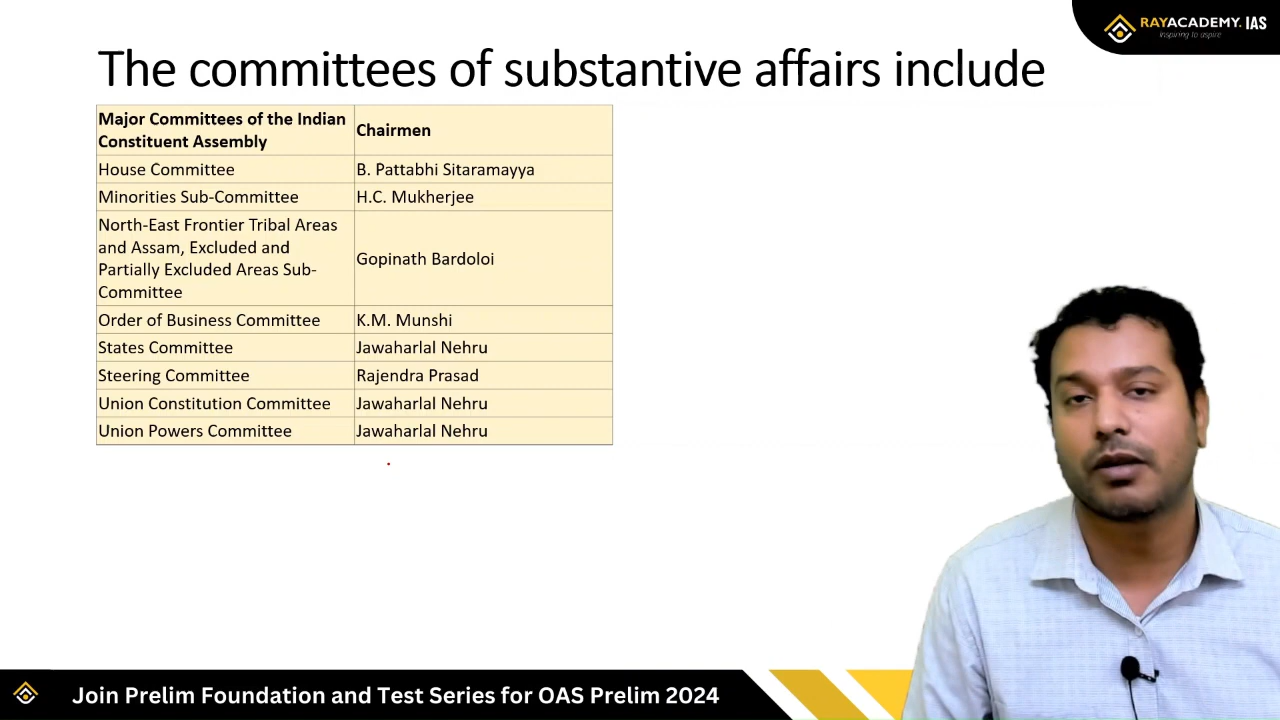 RAYACADEMY. IAS
Inspiring to aspire
The committees of substantive affairs include
Major Committees of the Indian
Constituent Assembly
Chairmen
House Committee
B. Pattabhi Sitaramayya
Minorities Sub-Committee
H.C. Mukherjee
North-East Frontier Tribal Areas
and Assam, Excluded and
Partially Excluded Areas Sub-
Committee
Gopinath Bardoloi
Order of Business Committee
K.M. Munshi
States Committee
Jawaharlal Nehru
Steering Committee
Rajendra Prasad
Union Constitution Committee
Jawaharlal Nehru
Union Powers Committee
Jawaharlal Nehru
Join Prelim Foundation and Test Series for OAS Prelim 2024